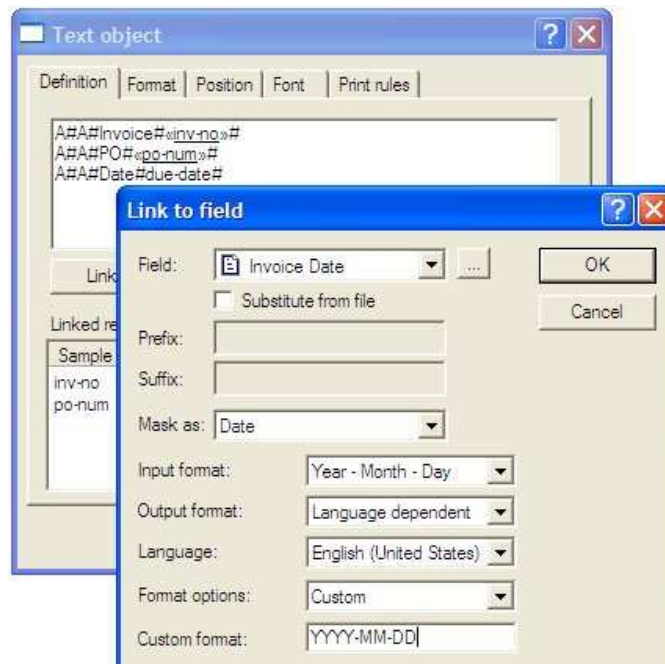 Text object
Definition
Format
Position
Font
Print rules
A#A#Invoice#«inv-no»#
A#A#PO#«po-num»#
A#A#Date#due-date#
Link
Linked re
Sample
inv-no
po-num
Link to field
Field:
Invoice Date
...
OK
Substitute from file
Cancel
Prefix:
Suffix:
Mask as:
Date
Input format:
Year - Month - Day
Output format:
Language dependent
Language:
English (United States)
Format options:
Custom
Custom format:
YYYY-MM-DD